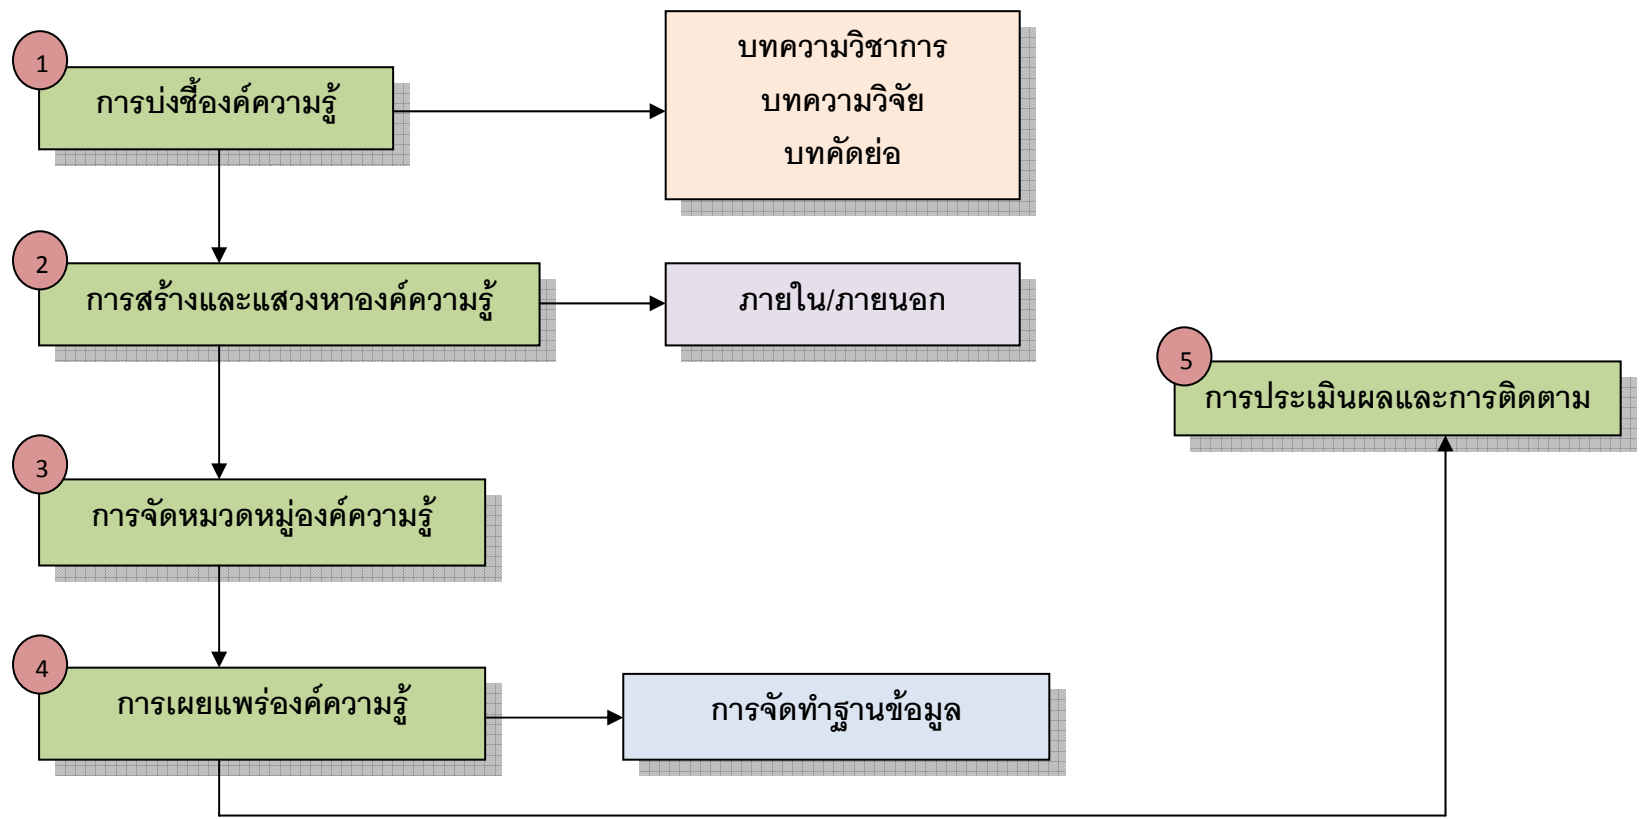 1
การบ่งชี้องค์ความรู้
บทความวิชาการ
บทความวิจัย
บทคัดย่อ
2
การสร้างและแสวงหาองค์ความรู้
ภายใน/ภายนอก
3
การจัดหมวดหมู่องค์ความรู้
4
การเผยแพร่องค์ความรู้
การจัดทำฐานข้อมูล
5
การประเมินผลและการติดตาม